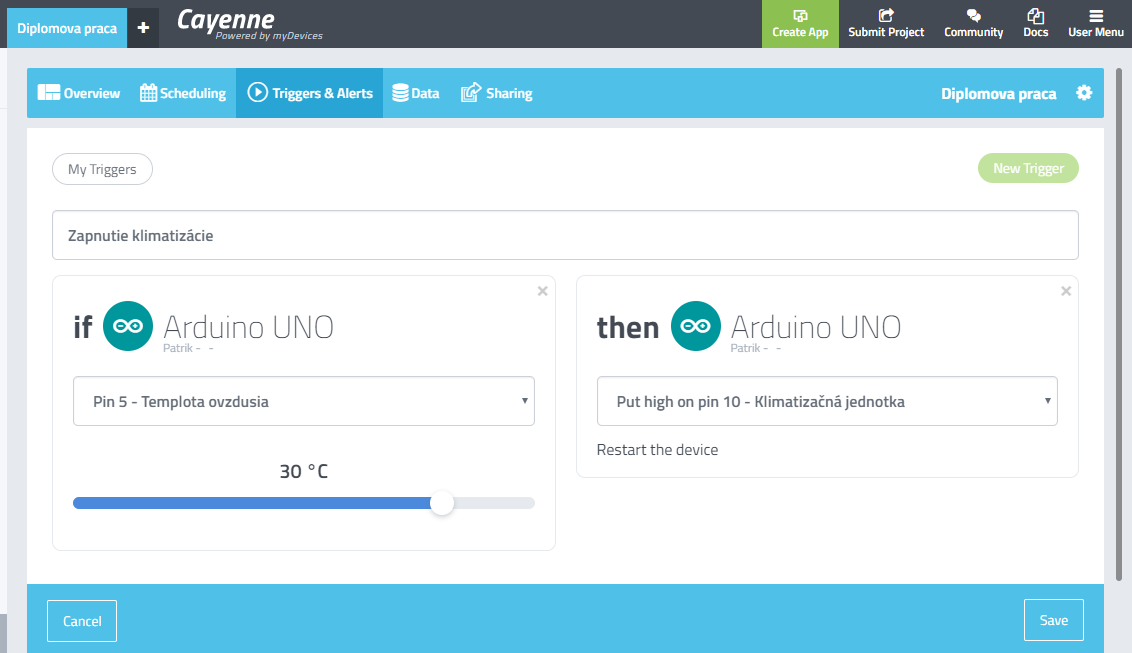 Diplomova praca
+
Cayenne
Powered by myDevices
Create App
Submit Project
Community
Docs
User Menu
Overview
Scheduling
Triggers & Alerts
Data
Sharing
Diplomova praca
My Triggers
New Trigger
Zapnutie klimatizácie
if
Arduino UNO
Patrik - -
Pin 5 - Templota ovzdusia
30 °C
then
Arduino UNO
Patrik - -
Put high on pin 10 - Klimatizačná jednotka
Restart the device
Cancel
Save